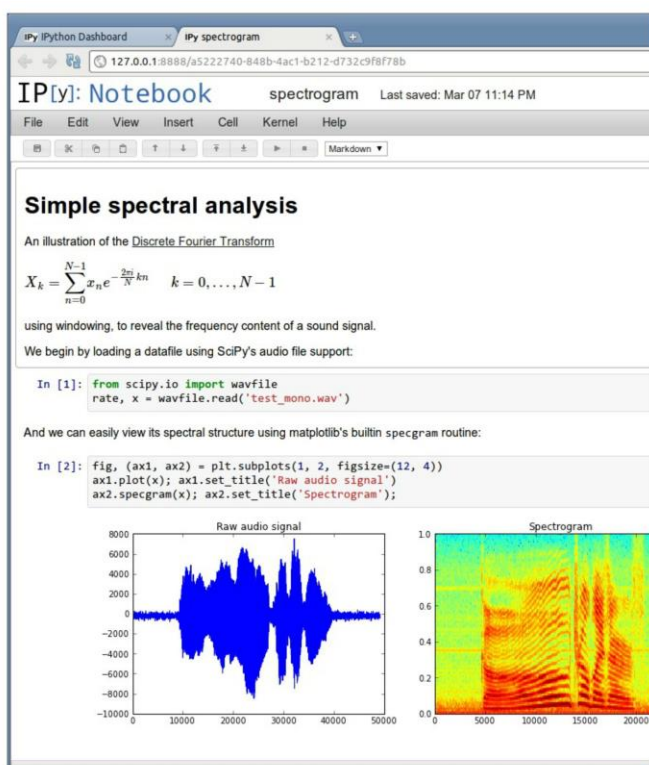 IPy IPython Dashboard
IPy spectrogram
127.0.0.1:8888/a5222740-848b-4ac1-b212-d732c9f8f78b
IP[y]: Notebook spectrogram Last saved: Mar 07 11:14 PM
File Edit View Insert Cell Kernel Help
Markdown
Simple spectral analysis
An illustration of the Discrete Fourier Transform
X_k = \sum_{n=0}^{N-1} x_n e^{-\frac{2\pi i}{N} kn} k = 0, ..., N − 1
using windowing, to reveal the frequency content of a sound signal.
We begin by loading a datafile using SciPy's audio file support:
In [1]: from scipy.io import wavfile
rate, x = wavfile.read('test_mono.wav')
And we can easily view its spectral structure using matplotlib's builtin specgram routine:
In [2]: fig, (ax1, ax2) = plt.subplots(1, 2, figsize=(12, 4))
ax1.plot(x); ax1.set_title('Raw audio signal')
ax2.specgram(x); ax2.set_title('Spectrogram');
Raw audio signal
8000
6000
4000
2000
0
−2000
−4000
−6000
−8000
−10000
0 10000 20000 30000 40000 50000
Spectrogram
1.0
0.8
0.6
0.4
0.2
0.0
0 5000 10000 15000 20000